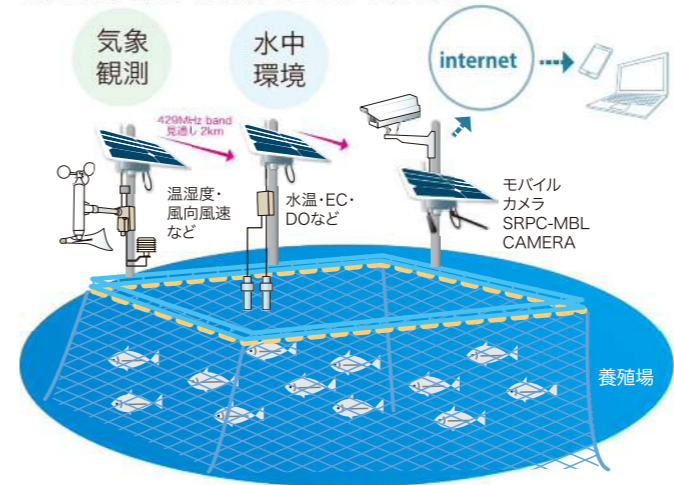 気象
観測
水中
環境
internet
429MHz band
見通し 2km
温湿度・
風向風速
など
水温・EC・
DOなど
モバイル
カメラ
SRPC-MBL
CAMERA
養殖場